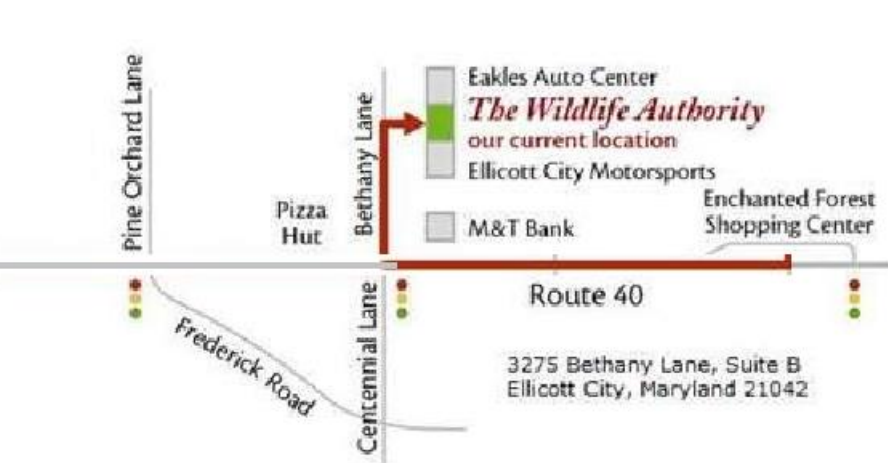 Pine Orchard Lane
Bethany Lane
Eakles Auto Center
The Wildlife Authority
our current location
Ellicott City Motorsports
Pizza
Hut
M&T Bank
Enchanted Forest
Shopping Center
Route 40
Frederick Road
Centennial Lane
3275 Bethany Lane, Suite B
Ellicott City, Maryland 21042